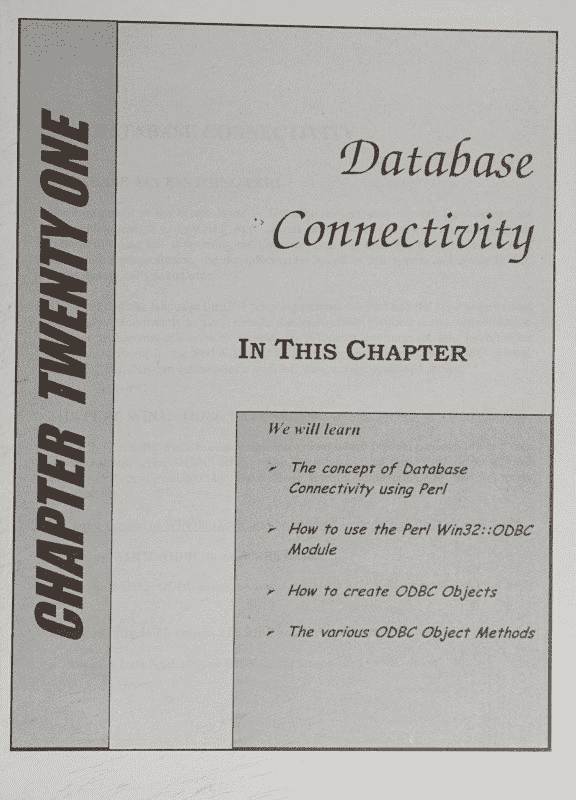 CHAPTER TWENTY ONE
Database
Connectivity
IN THIS CHAPTER
We will learn
➢ The concept of Database
Connectivity using Perl
➢ How to use the Perl Win32::ODBC
Module
➢ How to create ODBC Objects
➢ The various ODBC Object Methods